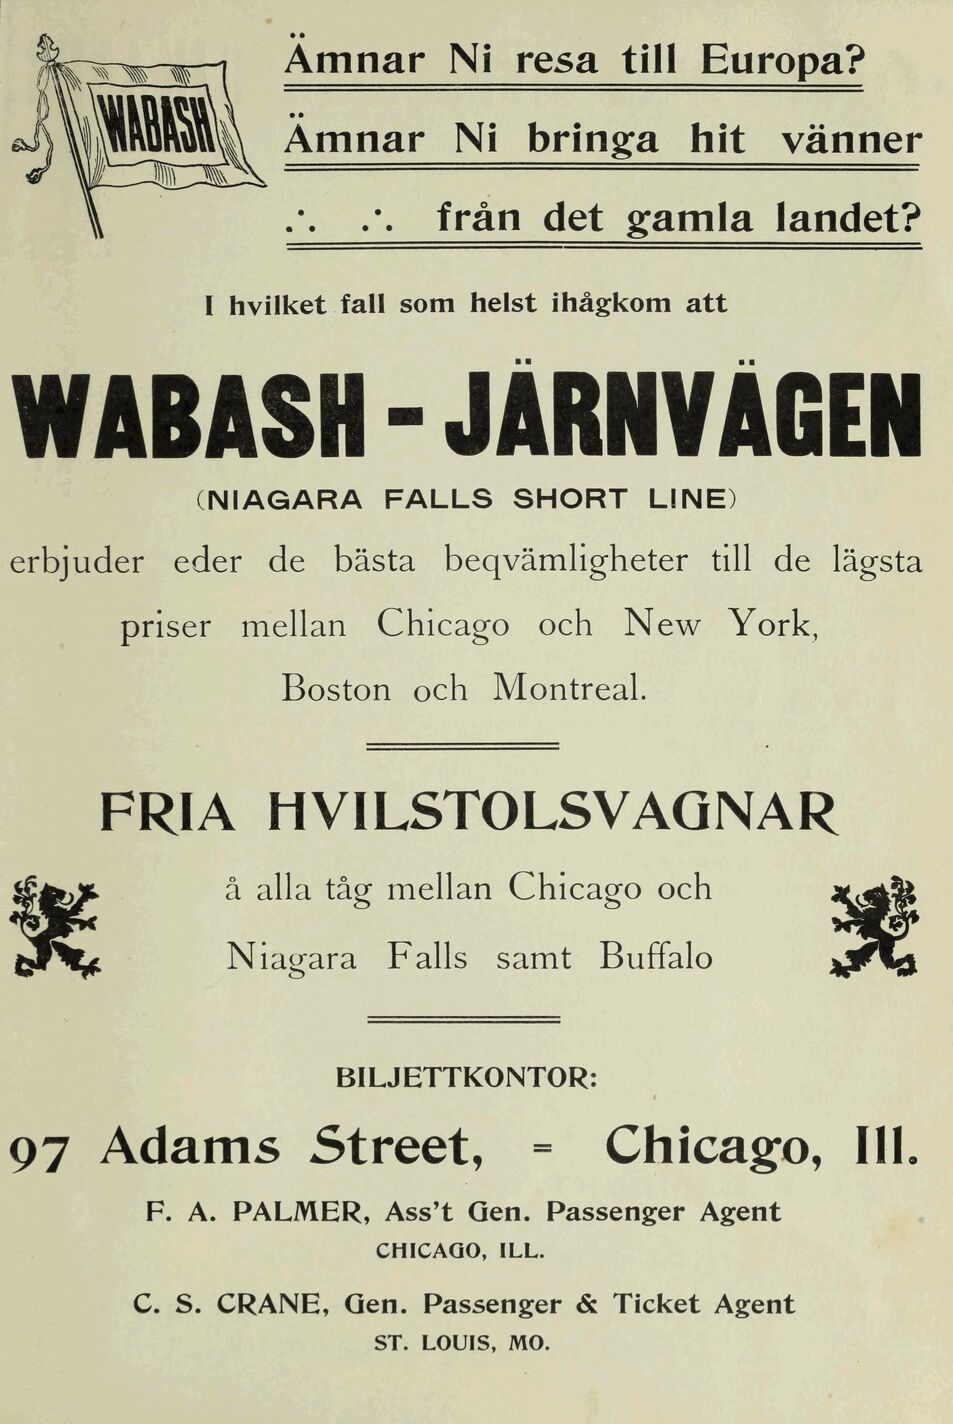 WABASH
Ämnar Ni resa till Europa?
Ämnar Ni bringa hit vänner
.·. .·. från det gamla landet?
I hvilket fall som helst ihågkom att
WABASH - JÄRNVÄGEN
(NIAGARA FALLS SHORT LINE)
erbjuder eder de bästa beqvämligheter till de lägsta
priser mellan Chicago och New York,
Boston och Montreal.
FRIA HVILSTOLSVAGNAR
å alla tåg mellan Chicago och
Niagara Falls samt Buffalo
BILJETTKONTOR:
97 Adams Street, = Chicago, Ill.
F. A. PALMER, Ass't Gen. Passenger Agent
CHICAGO, ILL.
C. S. CRANE, Gen. Passenger & Ticket Agent
ST. LOUIS, MO.